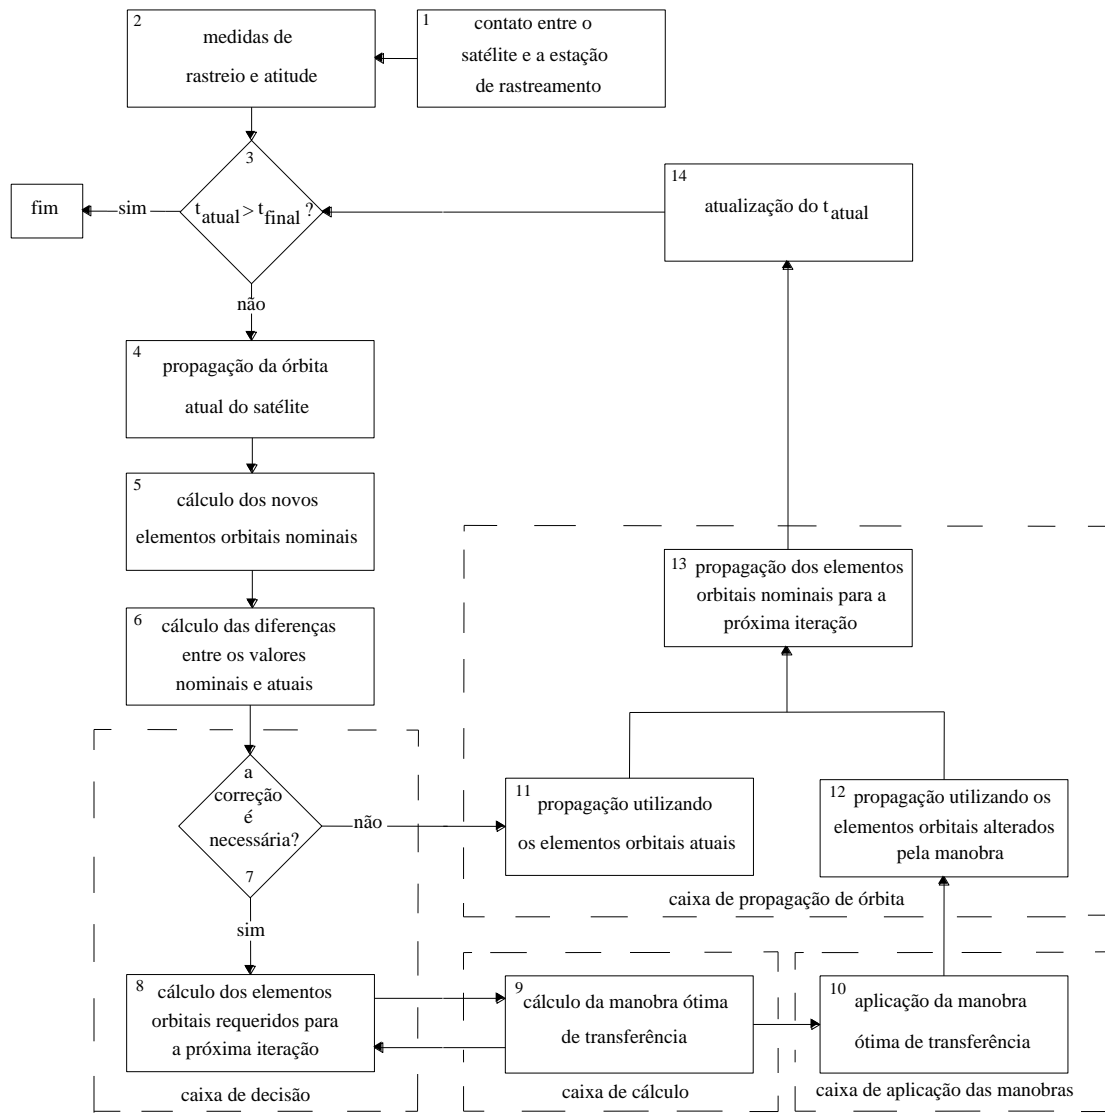 2
medidas de
rastreio e atitude
1
contato entre o
satélite e a estação
de rastreamento
3
t atual > t final ?
sim
fim
14
atualização do t atual
não
4
propagação da órbita
atual do satélite
5
cálculo dos novos
elementos orbitais nominais
6
cálculo das diferenças
entre os valores
nominais e atuais
13
propagação dos elementos
orbitais nominais para a
próxima iteração
a
correção
é
necessária?
7
não
sim
11
propagação utilizando
os elementos orbitais atuais
12
propagação utilizando os
elementos orbitais alterados
pela manobra
caixa de propagação de órbita
8
cálculo dos elementos
orbitais requeridos para
a próxima iteração
caixa de decisão
9
cálculo da manobra ótima
de transferência
caixa de cálculo
10
aplicação da manobra
ótima de transferência
caixa de aplicação das manobras